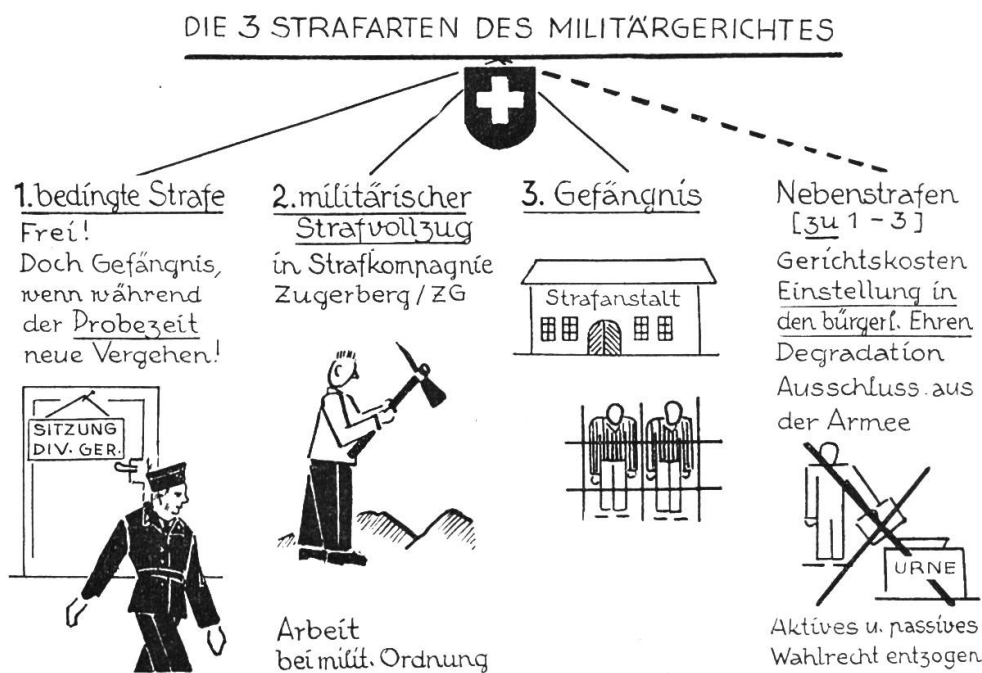 DIE 3 STRAFARTEN DES MILITÄRGERICHTES
1. bedingte Strafe
Frei!
Doch Gefängnis,
wenn während
der Probezeit
neue Vergehen!
SITZUNG
DIV. GER.
2. militärischer
Strafvollzug
in Strafkompagnie
Zugerberg / ZG
Arbeit
bei milit. Ordnung
3. Gefängnis
Strafanstalt
Nebenstrafen
[zu 1 - 3]
Gerichtskosten
Einstellung in
den bürgerl. Ehren
Degradation
Ausschluss aus
der Armee
URNE
Aktives u. passives
Wahlrecht entzogen